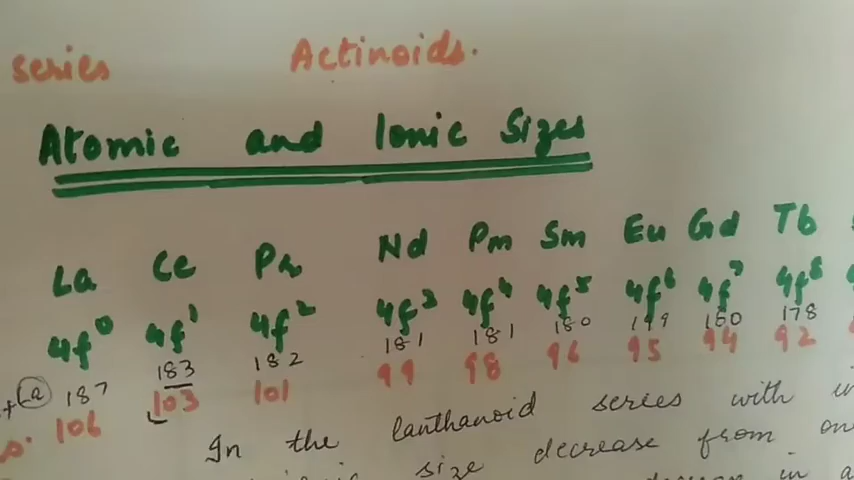 series Actinoids.
Atomic and Ionic Sizes
La Ce Pr Nd Pm Sm Eu Gd Tb
4f⁰ 4f¹ 4f² 4f³ 4f⁴ 4f⁵ 4f⁶ 4f⁷ 4f⁸
La 187 183 182 181 181 180 199 180 178
106 103 101 99 98 96 95 94 92
In the lanthanoid series with
size decrease from
in